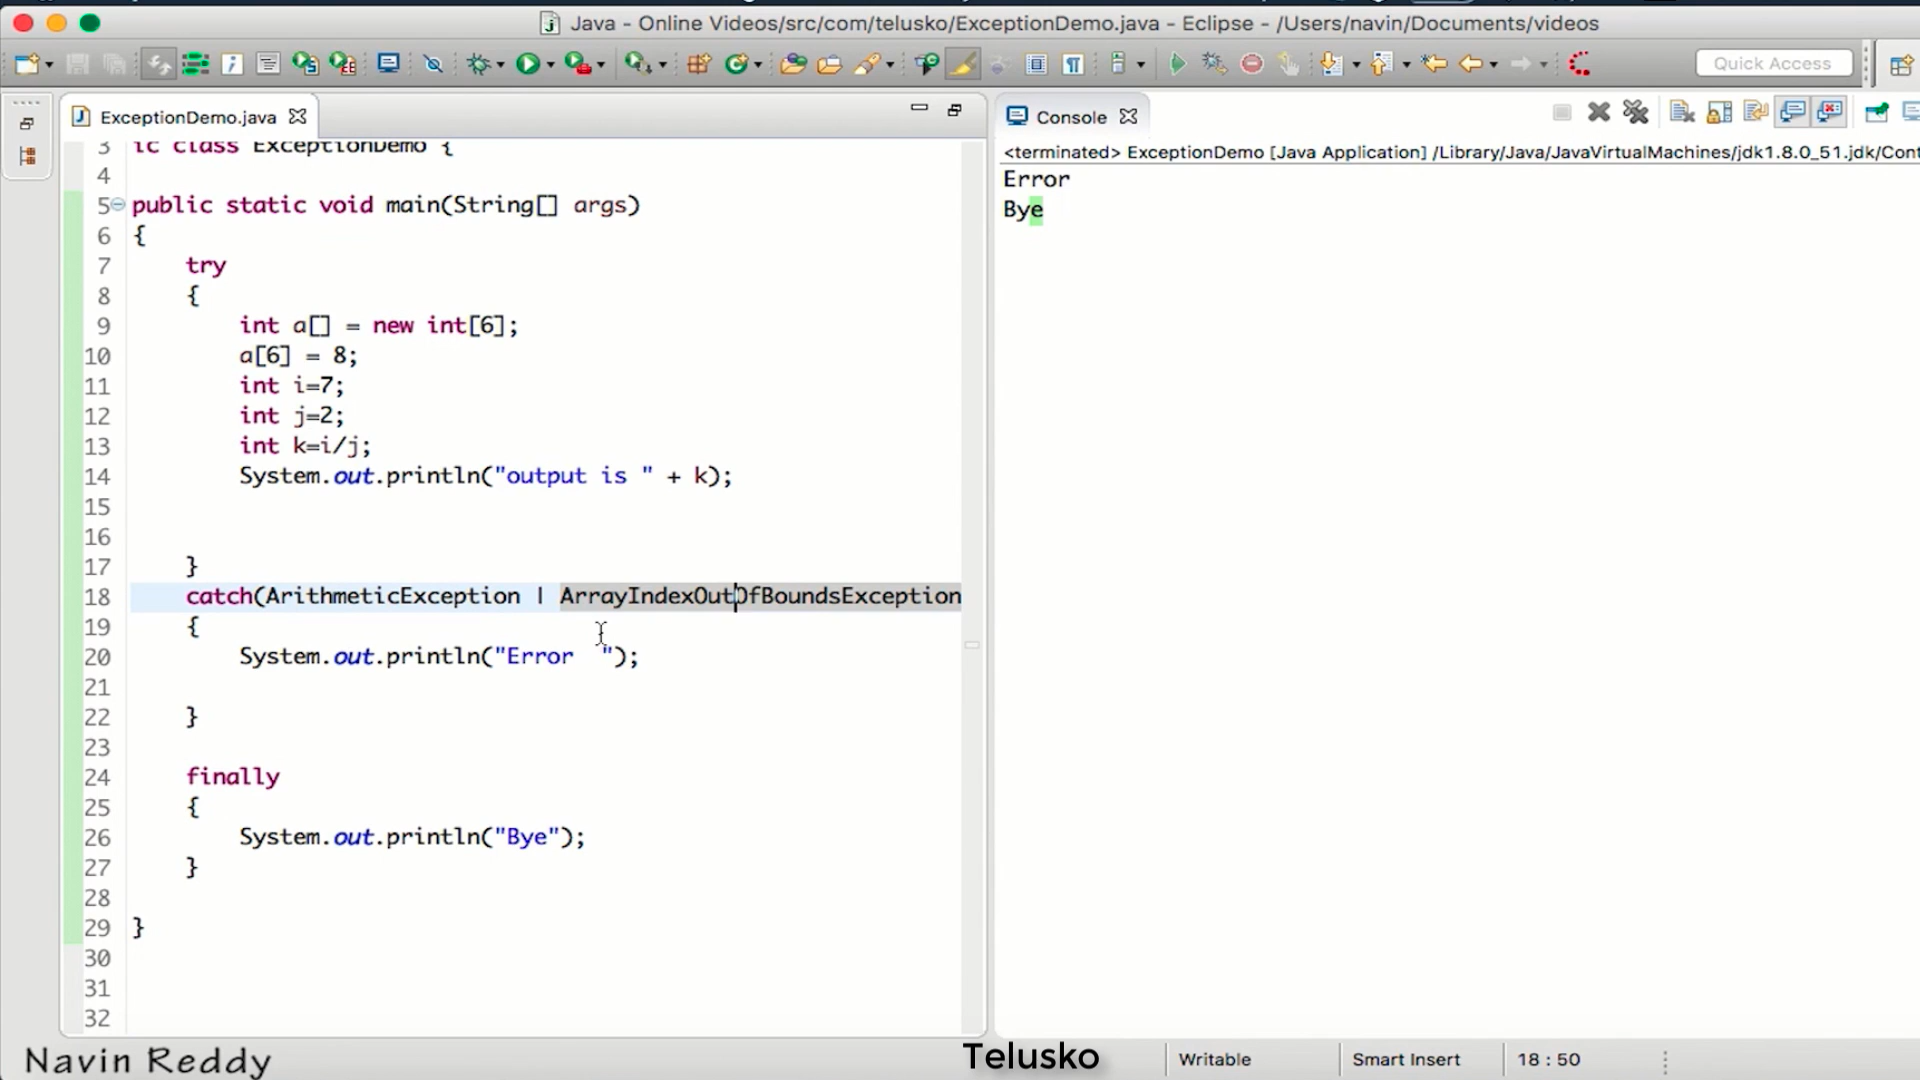 Java - Online Videos/src/com/telusko/ExceptionDemo.java - Eclipse - /Users/navin/Documents/videos
Quick Access
ExceptionDemo.java
Console
<terminated> ExceptionDemo [Java Application] /Library/Java/JavaVirtualMachines/jdk1.8.0_51.jdk/Cont
Error
Bye
3 ic class ExceptionDemo {
4
5 public static void main(String[] args)
6 {
7 try
8 {
9 int a[] = new int[6];
10 a[6] = 8;
11 int i=7;
12 int j=2;
13 int k=i/j;
14 System.out.println("output is " + k);
15
16
17 }
18 catch(ArithmeticException | ArrayIndexOutOfBoundsException
19 {
20 System.out.println("Error  ");
21
22 }
23
24 finally
25 {
26 System.out.println("Bye");
27 }
28
29 }
30
31
32
Navin Reddy
Telusko
Writable
Smart Insert
18 : 50